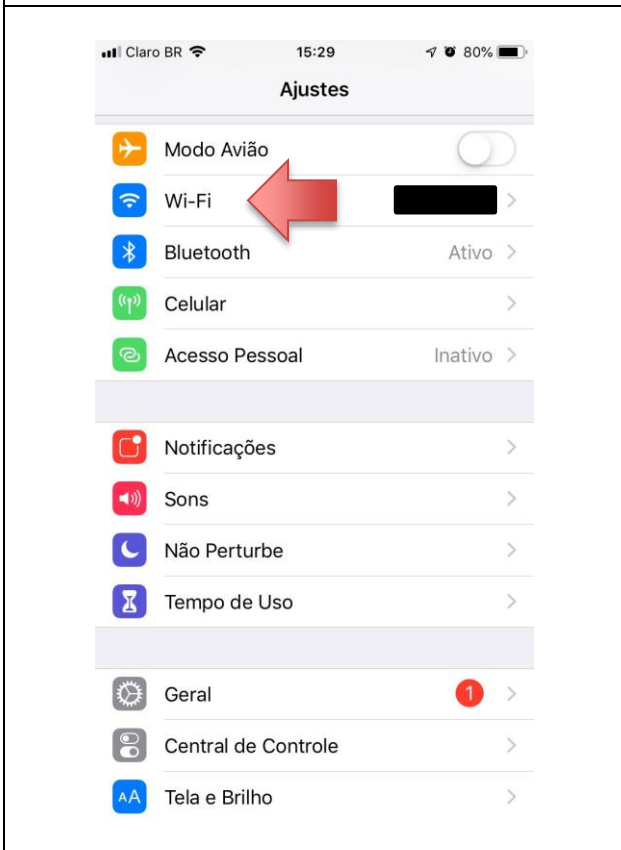 Claro BR 15:29 80%
Ajustes
Modo Avião
Wi-Fi
Bluetooth Ativo
Celular
Acesso Pessoal Inativo
Notificações
Sons
Não Perturbe
Tempo de Uso
Geral 1
Central de Controle
AA Tela e Brilho